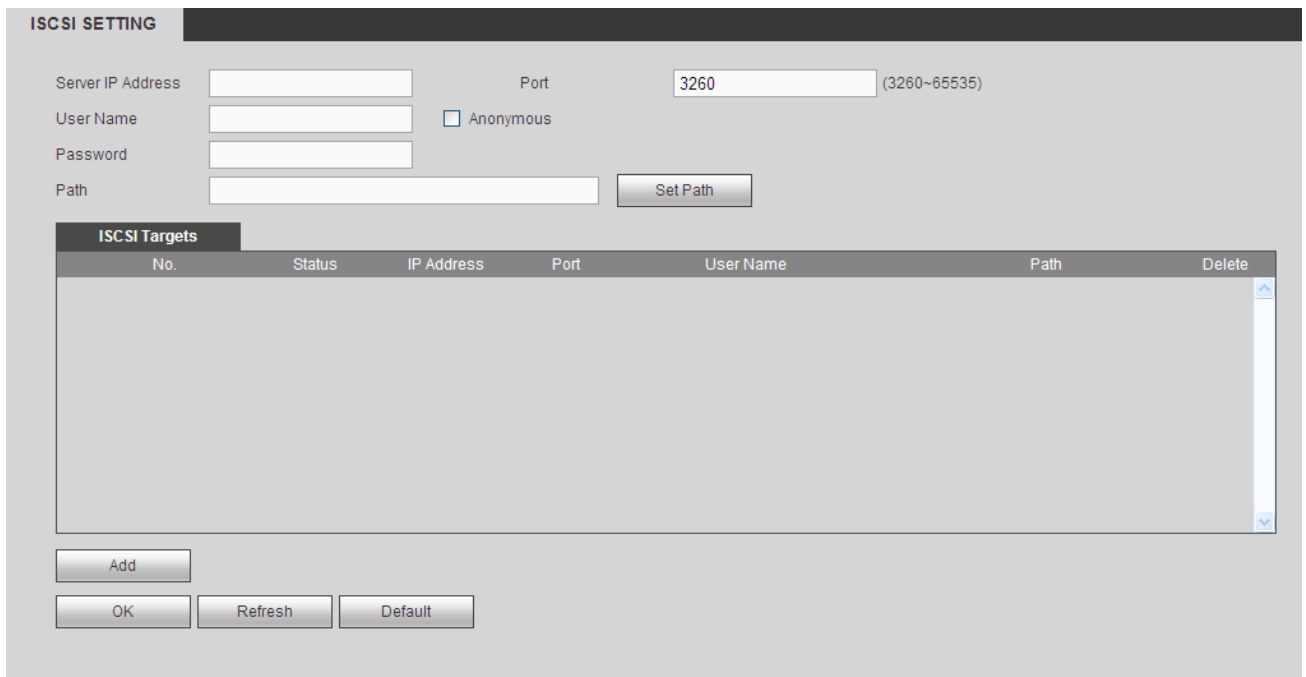 ISCSI SETTING
Server IP Address Port 3260 (3260~65535)
User Name Anonymous
Password
Path Set Path
ISCSI Targets
No. Status IP Address Port User Name Path Delete
Add
OK Refresh Default